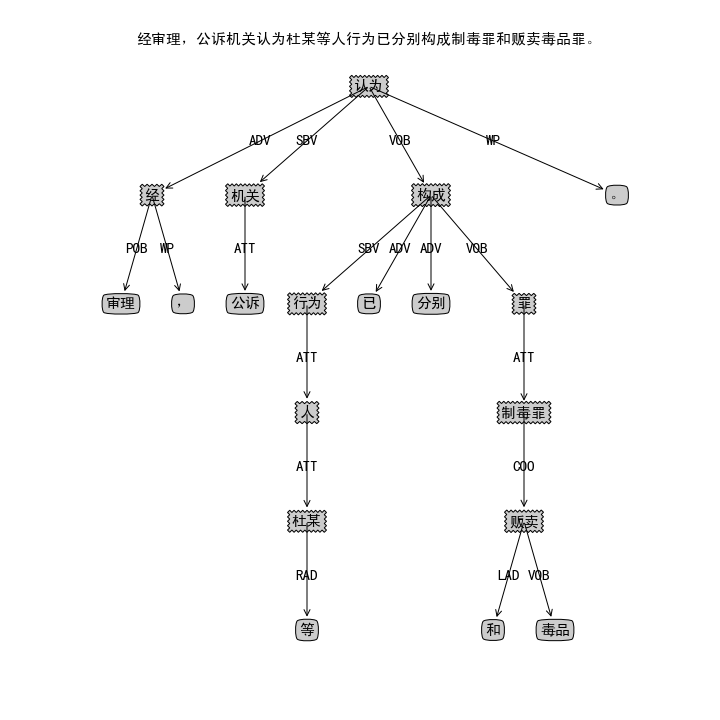 经审理，公诉机关认为杜某等人行为已分别构成制毒罪和贩卖毒品罪。
认为
ADV SBV VOB WP
经 机关 构成 。
POB WP ATT SBV ADV ADV VOB
审理 ， 公诉 行为 已 分别 罪
ATT ATT
人 制毒罪
ATT COO
杜某 贩卖
RAD LAD VOB
等 和 毒品